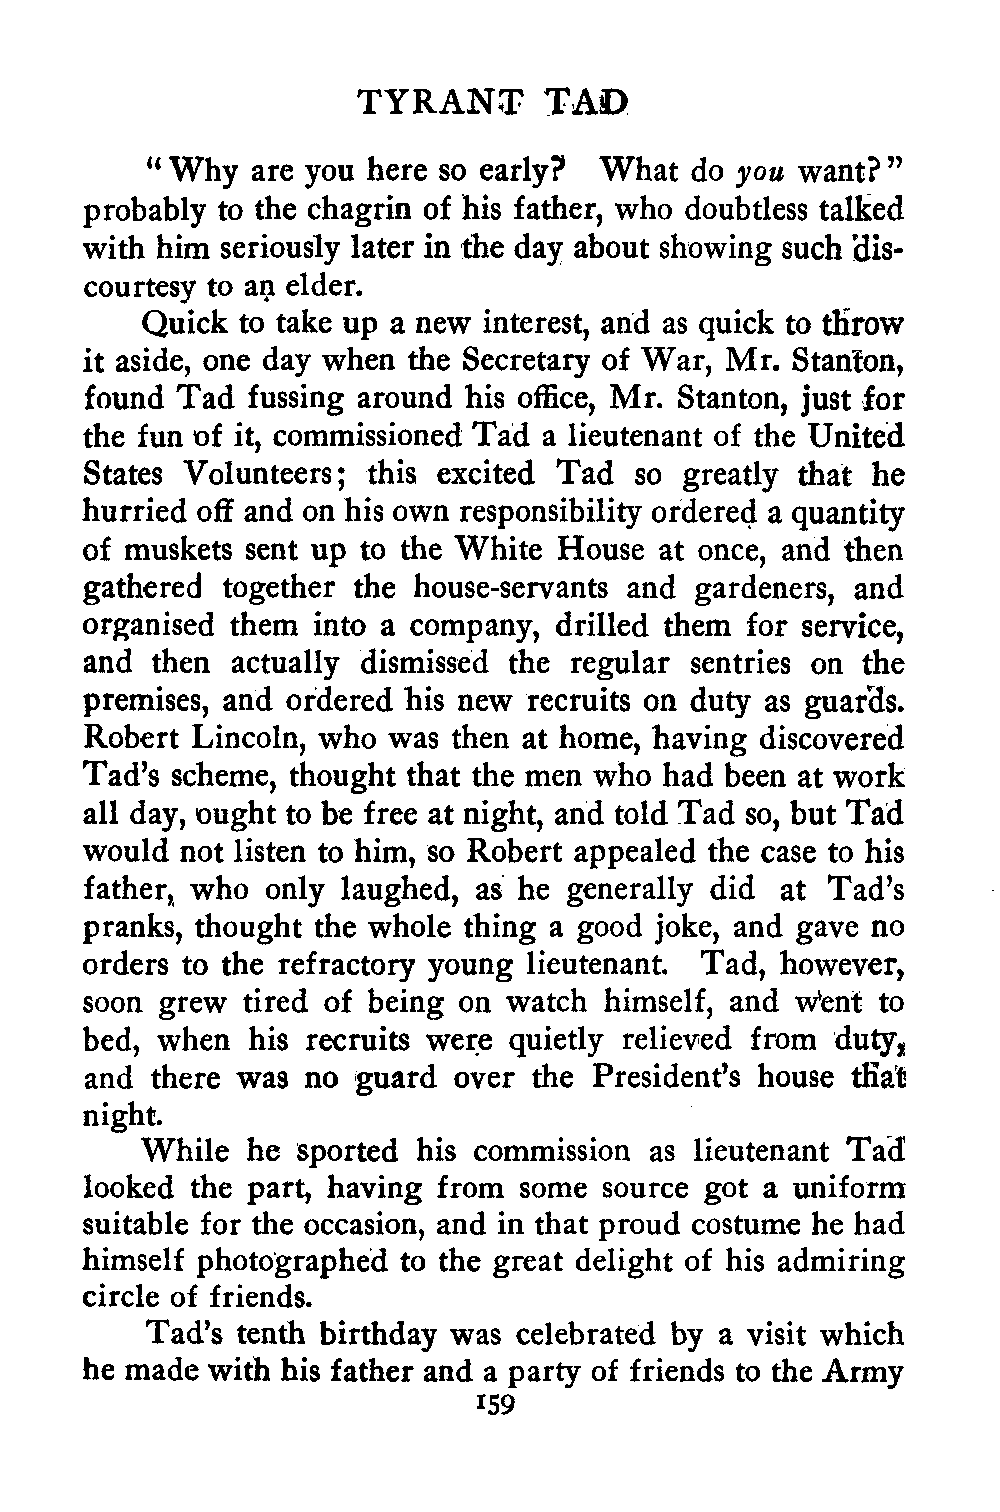 TYRANT TAD
"Why are you here so early? What do you want?"
probably to the chagrin of his father, who doubtless talked
with him seriously later in the day about showing such dis-
courtesy to an elder.
Quick to take up a new interest, and as quick to throw
it aside, one day when the Secretary of War, Mr. Stanton,
found Tad fussing around his office, Mr. Stanton, just for
the fun of it, commissioned Tad a lieutenant of the United
States Volunteers; this excited Tad so greatly that he
hurried off and on his own responsibility ordered a quantity
of muskets sent up to the White House at once, and then
gathered together the house-servants and gardeners, and
organised them into a company, drilled them for service,
and then actually dismissed the regular sentries on the
premises, and ordered his new recruits on duty as guards.
Robert Lincoln, who was then at home, having discovered
Tad's scheme, thought that the men who had been at work
all day, ought to be free at night, and told Tad so, but Tad
would not listen to him, so Robert appealed the case to his
father, who only laughed, as he generally did at Tad's
pranks, thought the whole thing a good joke, and gave no
orders to the refractory young lieutenant. Tad, however,
soon grew tired of being on watch himself, and went to
bed, when his recruits were quietly relieved from duty,
and there was no guard over the President's house that
night.
While he sported his commission as lieutenant Tad
looked the part, having from some source got a uniform
suitable for the occasion, and in that proud costume he had
himself photographed to the great delight of his admiring
circle of friends.
Tad's tenth birthday was celebrated by a visit which
he made with his father and a party of friends to the Army
159